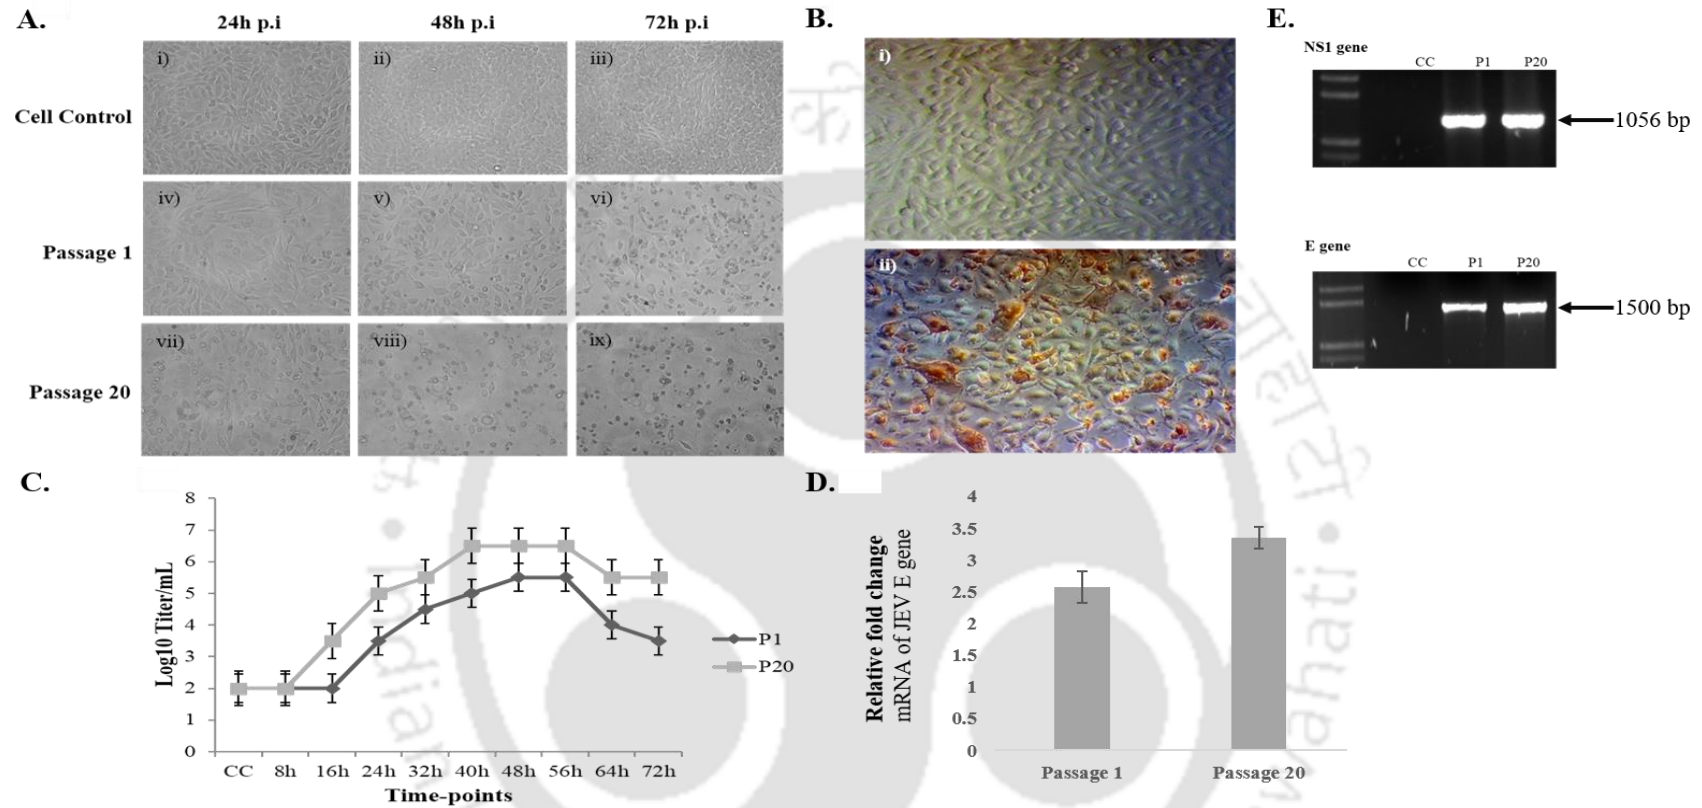 A.
24h p.i 48h p.i 72h p.i
i) ii) iii)
Cell Control
iv) v) vi)
Passage 1
vii) viii) ix)
Passage 20
B.
i)
ii)
E.
NS1 gene
CC P1 P20
1056 bp
E gene
CC P1 P20
1500 bp
C.
Log10 Titer/mL
8
7
6
5
4
3
2
1
0
CC 8h 16h 24h 32h 40h 48h 56h 64h 72h
Time-points
P1
P20
D.
Relative fold change
mRNA of JEV E gene
4
3.5
3
2.5
2
1.5
1
0.5
0
Passage 1 Passage 20
Indian
wahati